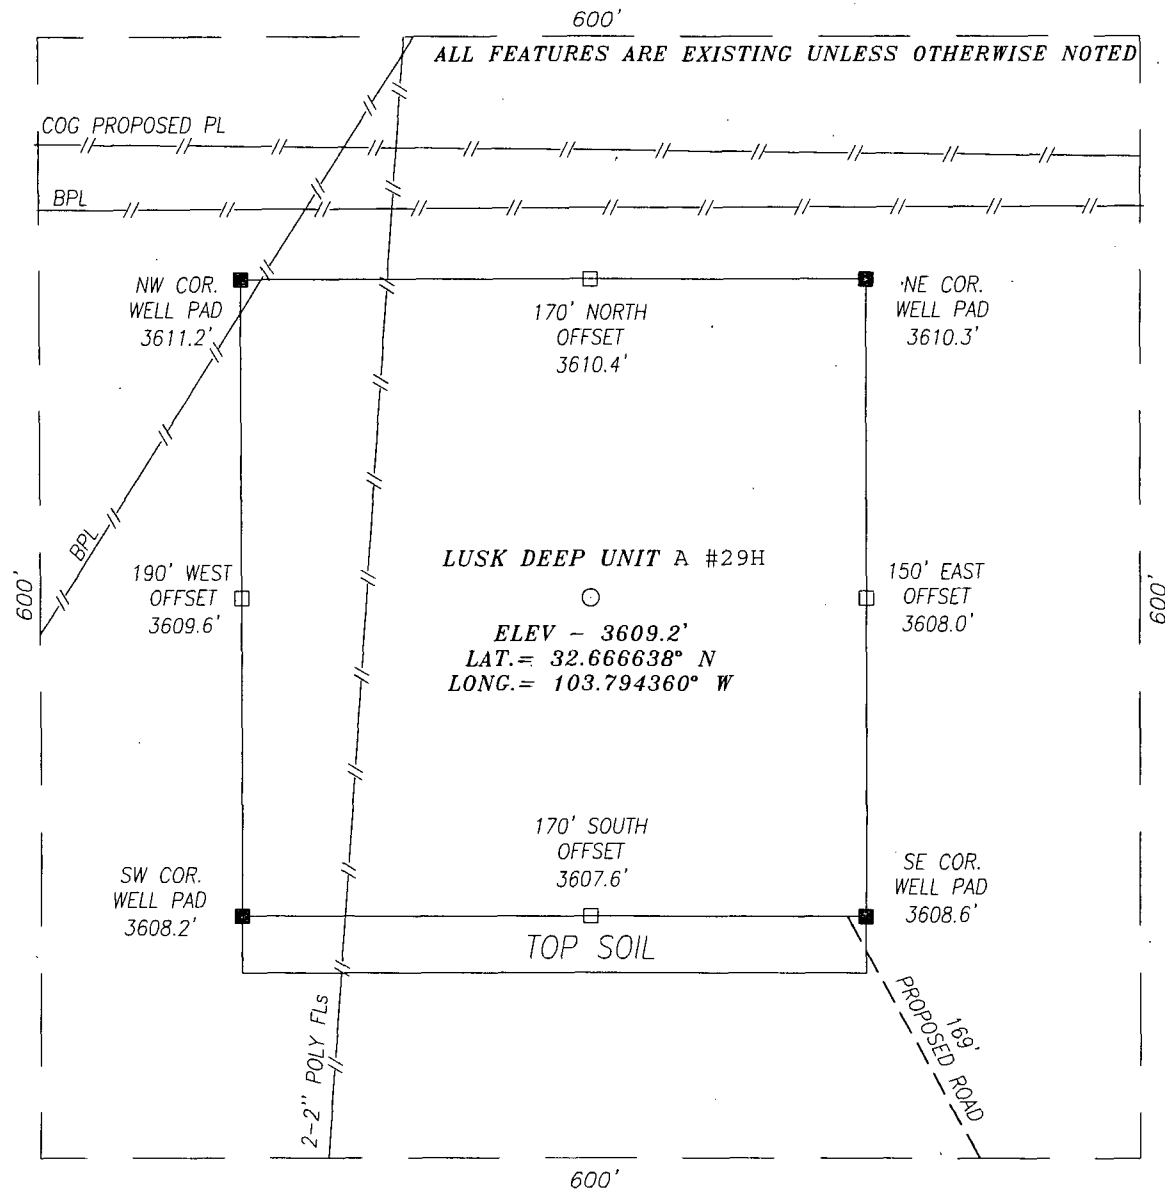 600'
ALL FEATURES ARE EXISTING UNLESS OTHERWISE NOTED
COG PROPOSED PL
BPL
NW COR.
WELL PAD
3611.2'
170' NORTH
OFFSET
3610.4'
NE COR.
WELL PAD
3610.3'
BPL
600'
190' WEST
OFFSET
3609.6'
LUSK DEEP UNIT A #29H
ELEV - 3609.2'
LAT.= 32.666638° N
LONG.= 103.794360° W
150' EAST
OFFSET
3608.0'
600'
SW COR.
WELL PAD
3608.2'
170' SOUTH
OFFSET
3607.6'
SE COR.
WELL PAD
3608.6'
TOP SOIL
2-2" POLY FLs
169'
PROPOSED ROAD
600'